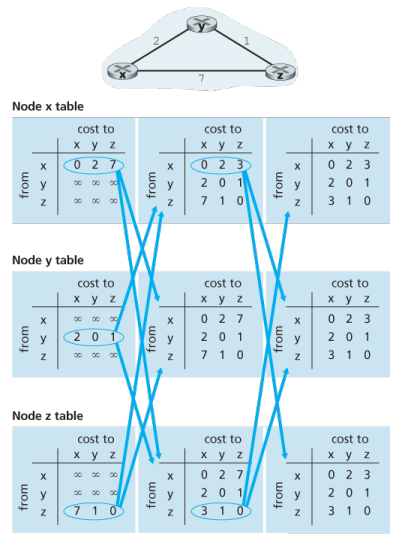 y
2 1
x z
7
Node x table
cost to cost to cost to
x y z x y z x y z
x 0 2 7 x 0 2 3 x 0 2 3
from y ∞ ∞ ∞ from y 2 0 1 from y 2 0 1
z ∞ ∞ ∞ z 7 1 0 z 3 1 0
Node y table
cost to cost to cost to
x y z x y z x y z
x ∞ ∞ ∞ x 0 2 7 x 0 2 3
from y 2 0 1 from y 2 0 1 from y 2 0 1
z ∞ ∞ ∞ z 7 1 0 z 3 1 0
Node z table
cost to cost to cost to
x y z x y z x y z
x ∞ ∞ ∞ x 0 2 7 x 0 2 3
from y ∞ ∞ ∞ from y 2 0 1 from y 2 0 1
z 7 1 0 z 3 1 0 z 3 1 0